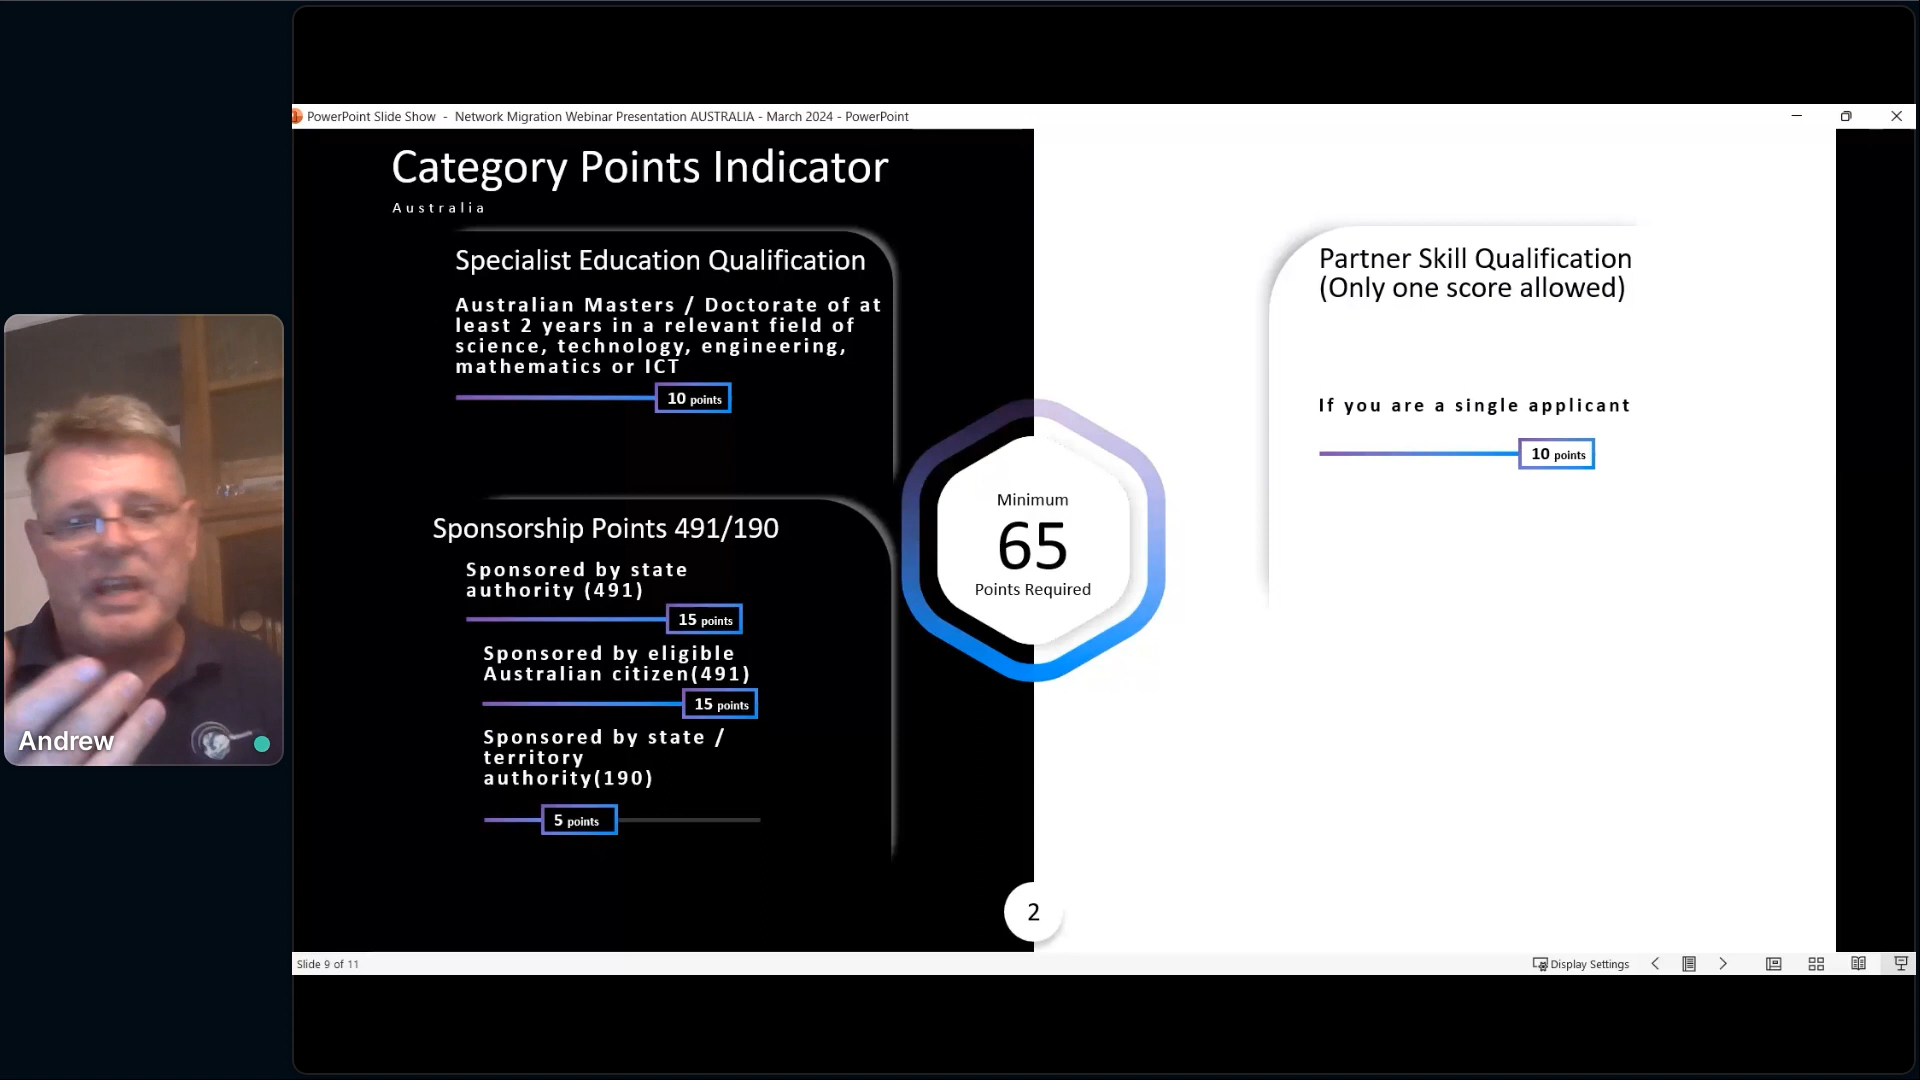 PowerPoint Slide Show - Network Migration Webinar Presentation AUSTRALIA - March 2024 - PowerPoint
Category Points Indicator
Australia
Specialist Education Qualification
Australian Masters / Doctorate of at
least 2 years in a relevant field of
science, technology, engineering,
mathematics or ICT
10 points
Sponsorship Points 491/190
Sponsored by state
authority (491)
15 points
Sponsored by eligible
Australian citizen(491)
15 points
Sponsored by state /
territory
authority(190)
5 points
Minimum
65
Points Required
Partner Skill Qualification
(Only one score allowed)
If you are a single applicant
10 points
2
Andrew
Slide 9 of 11
Display Settings